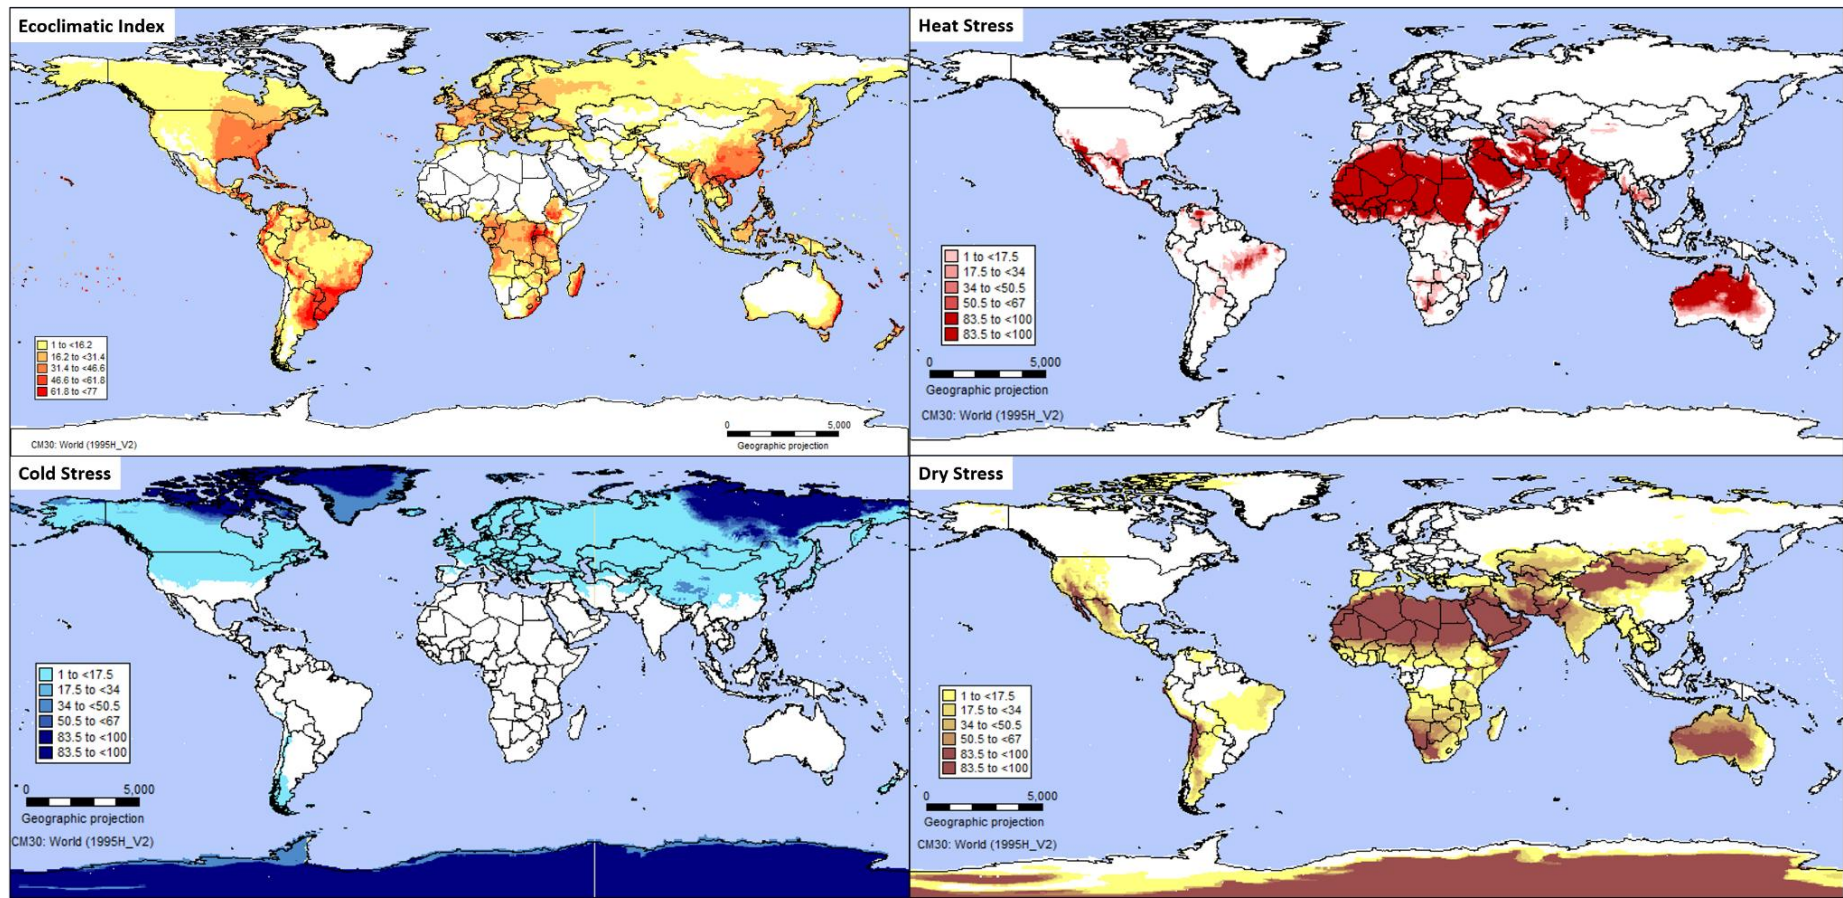 Ecoclimatic Index
1 to <16.2
16.2 to <31.4
31.4 to <46.6
46.6 to <61.8
61.8 to <77
CM30: World (1995H_V2)
0 5,000
Geographic projection
Heat Stress
1 to <17.5
17.5 to <34
34 to <50.5
50.5 to <67
83.5 to <100
83.5 to <100
0 5,000
Geographic projection
CM30: World (1995H_V2)
Cold Stress
1 to <17.5
17.5 to <34
34 to <50.5
50.5 to <67
83.5 to <100
83.5 to <100
0 5,000
Geographic projection
CM30: World (1995H_V2)
Dry Stress
1 to <17.5
17.5 to <34
34 to <50.5
50.5 to <67
83.5 to <100
83.5 to <100
0 5,000
Geographic projection
CM30: World (1995H_V2)